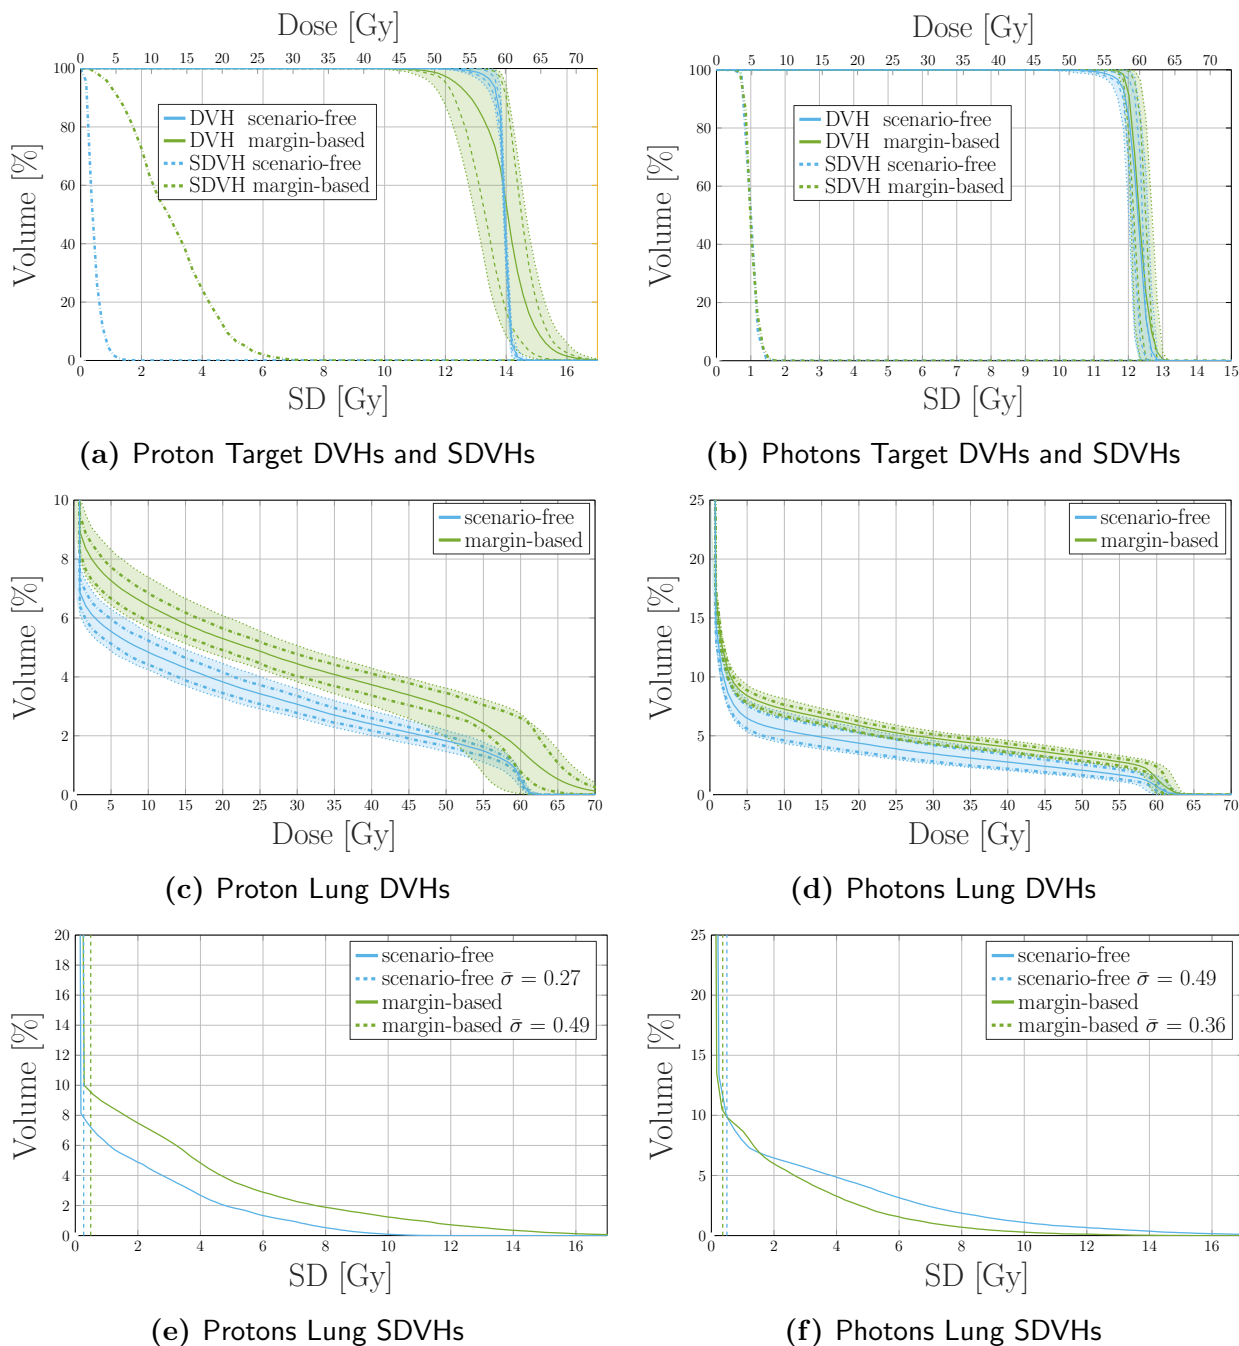 Dose [Gy]
0 5 10 15 20 25 30 35 40 45 50 55 60 65 70
100
80
60
40
20
0
Volume [%]
DVH scenario-free
DVH margin-based
SDVH scenario-free
SDVH margin-based
0 2 4 6 8 10 12 14 16
SD [Gy]
(a) Proton Target DVHs and SDVHs
Dose [Gy]
0 5 10 15 20 25 30 35 40 45 50 55 60 65 70
100
80
60
40
20
0
Volume [%]
DVH scenario-free
DVH margin-based
SDVH scenario-free
SDVH margin-based
0 1 2 3 4 5 6 7 8 9 10 11 12 13 14 15
SD [Gy]
(b) Photons Target DVHs and SDVHs
10
8
6
4
2
0
Volume [%]
scenario-free
margin-based
0 5 10 15 20 25 30 35 40 45 50 55 60 65 70
Dose [Gy]
(c) Proton Lung DVHs
25
20
15
10
5
0
Volume [%]
scenario-free
margin-based
0 5 10 15 20 25 30 35 40 45 50 55 60 65 70
Dose [Gy]
(d) Photons Lung DVHs
20
18
16
14
12
10
8
6
4
2
0
Volume [%]
scenario-free
scenario-free σ̄ = 0.27
margin-based
margin-based σ̄ = 0.49
0 2 4 6 8 10 12 14 16
SD [Gy]
(e) Protons Lung SDVHs
25
20
15
10
5
0
Volume [%]
scenario-free
scenario-free σ̄ = 0.49
margin-based
margin-based σ̄ = 0.36
0 2 4 6 8 10 12 14 16
SD [Gy]
(f) Photons Lung SDVHs